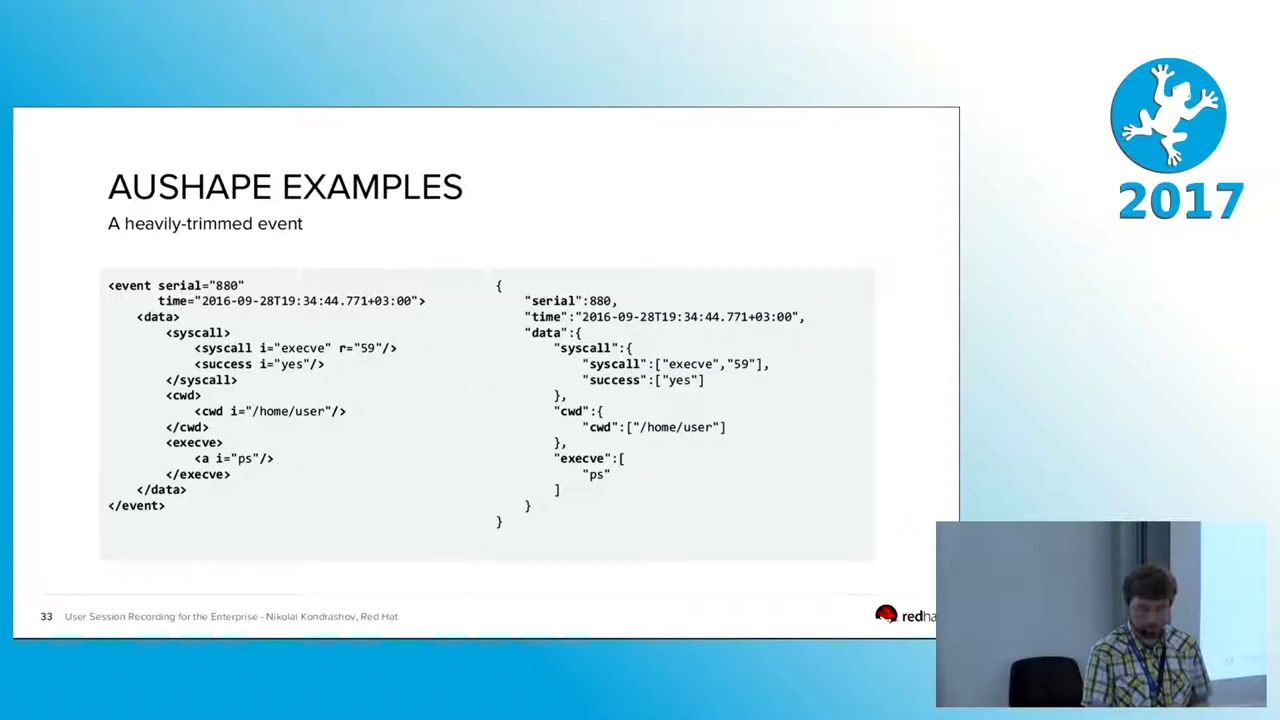 AUSHAPE EXAMPLES
A heavily-trimmed event
<event serial="880"
time="2016-09-28T19:34:44.771+03:00">
<data>
<syscall>
<syscall i="execve" r="59"/>
<success i="yes"/>
</syscall>
<cwd>
<cwd i="/home/user"/>
</cwd>
<execve>
<a i="ps"/>
</execve>
</data>
</event>
{
"serial":880,
"time":"2016-09-28T19:34:44.771+03:00",
"data":{
"syscall":{
"syscall":["execve","59"],
"success":["yes"]
},
"cwd":{
"cwd":["/home/user"]
},
"execve":[
"ps"
]
}
}
33 User Session Recording for the Enterprise - Nikolai Kondrashov, Red Hat
redha
2017